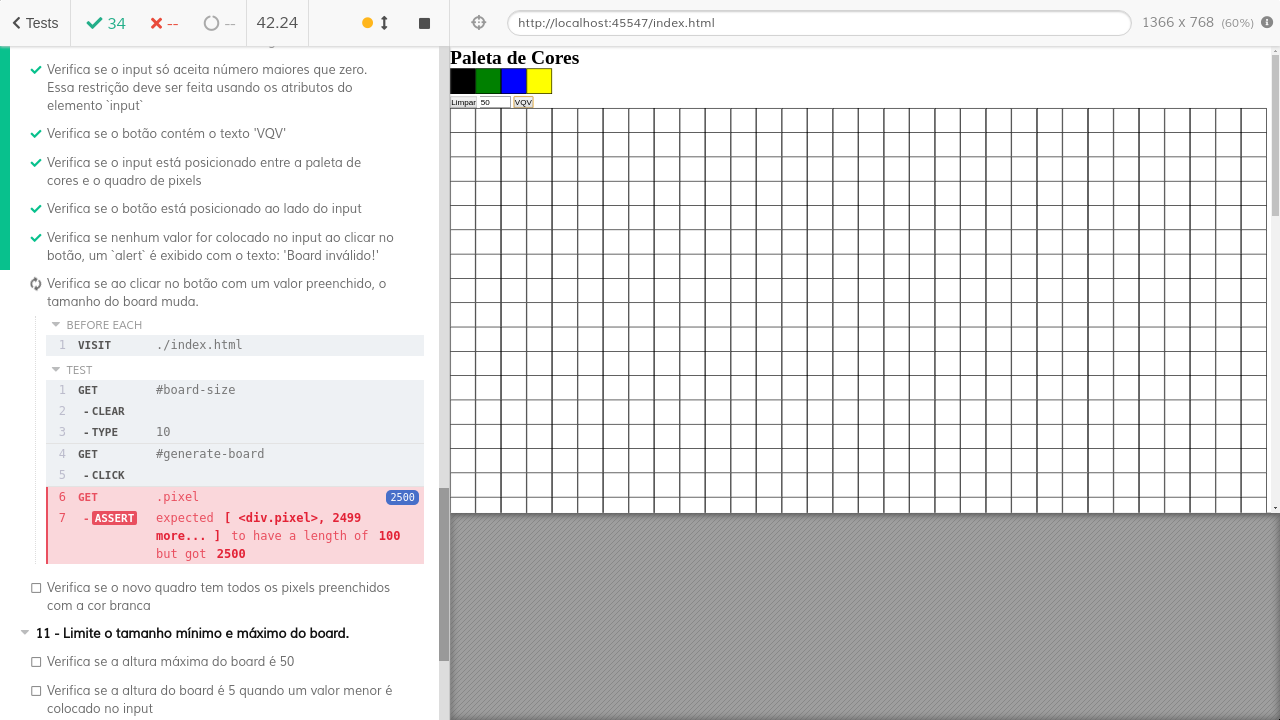 Tests
34
--
--
42.24
http://localhost:45547/index.html
1366 x 768 (60%)
Verifica se o input só aceita número maiores que zero.
Essa restrição deve ser feita usando os atributos do
elemento `input`
Verifica se o botão contém o texto 'VQV'
Verifica se o input está posicionado entre a paleta de
cores e o quadro de pixels
Verifica se o botão está posicionado ao lado do input
Verifica se nenhum valor for colocado no input ao clicar no
botão, um `alert` é exibido com o texto: 'Board inválido!'
Verifica se ao clicar no botão com um valor preenchido, o
tamanho do board muda.
BEFORE EACH
1 VISIT ./index.html
TEST
1 GET #board-size
2 -CLEAR
3 -TYPE 10
4 GET #generate-board
5 -CLICK
6 GET .pixel 2500
7 -ASSERT expected [ <div.pixel>, 2499
more... ] to have a length of 100
but got 2500
Verifica se o novo quadro tem todos os pixels preenchidos
com a cor branca
11 - Limite o tamanho mínimo e máximo do board.
Verifica se a altura máxima do board é 50
Verifica se a altura do board é 5 quando um valor menor é
colocado no input
Paleta de Cores
Limpar 50 VQV